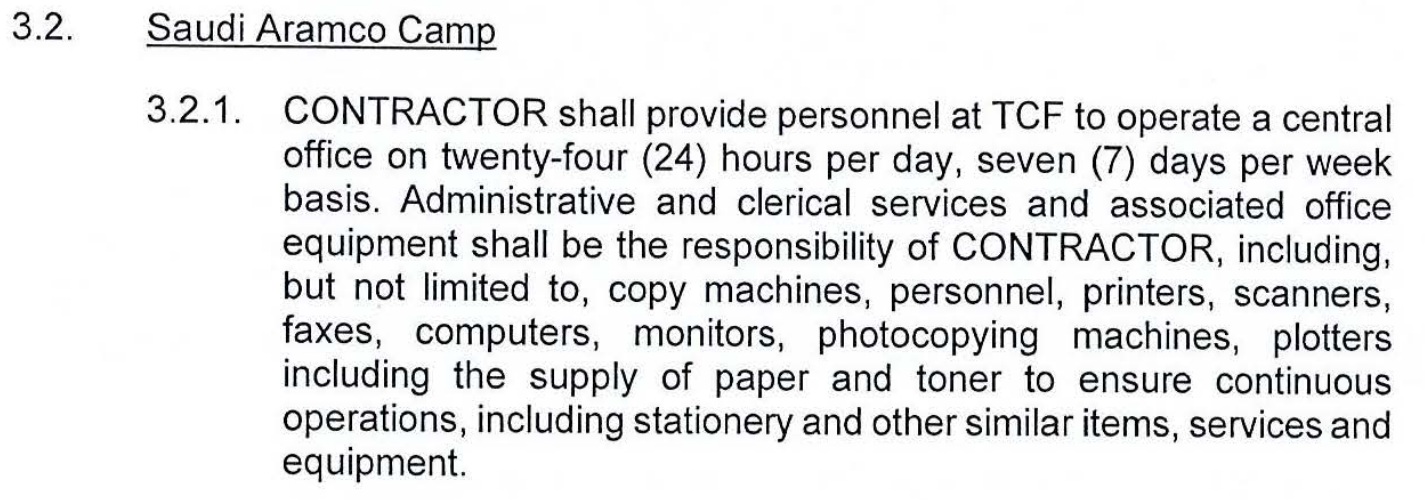 3.2. Saudi Aramco Camp
3.2.1. CONTRACTOR shall provide personnel at TCF to operate a central
office on twenty-four (24) hours per day, seven (7) days per week
basis. Administrative and clerical services and associated office
equipment shall be the responsibility of CONTRACTOR, including,
but not limited to, copy machines, personnel, printers, scanners,
faxes, computers, monitors, photocopying machines, plotters
including the supply of paper and toner to ensure continuous
operations, including stationery and other similar items, services and
equipment.